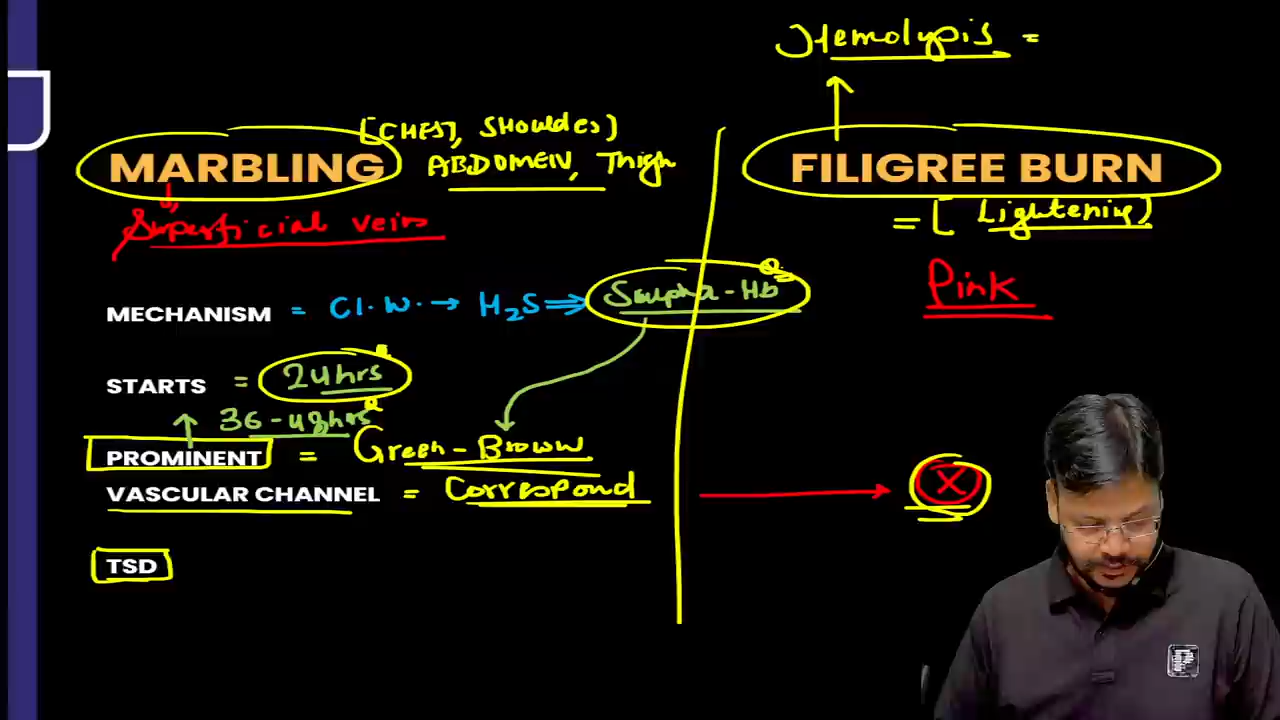 Hemolysis =
[CHEST, Shoulder]
MARBLING
ABDOMEN, Thigh
FILIGREE BURN
Superficial veins
= [Lightening]
Pink
MECHANISM = Cl.W. → H₂S ⇒ Sulpha-Hb
STARTS = 24hrs
36-48hrs
PROMINENT = Green-Brown
VASCULAR CHANNEL = Correspond → X
TSD